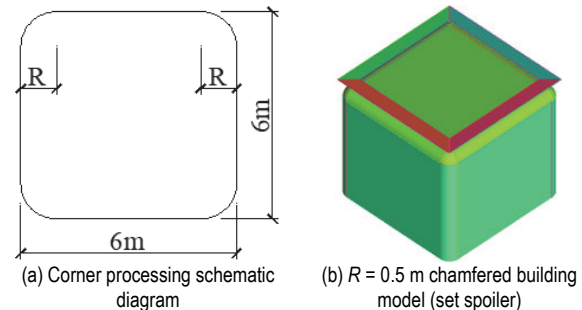 R
R
6m
6m
(a) Corner processing schematic
diagram
(b) R = 0.5 m chamfered building
model (set spoiler)